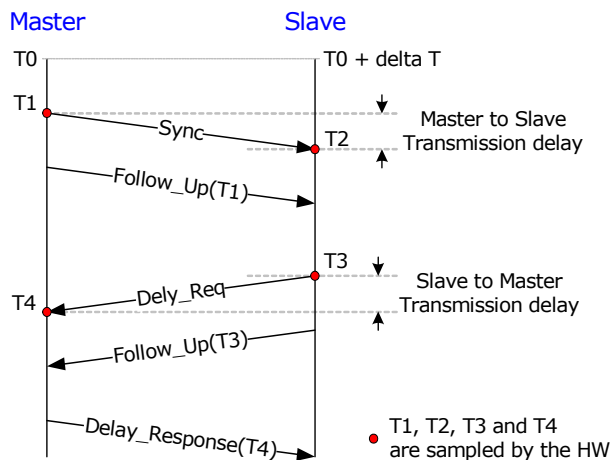 Master
Slave
T0
T0 + delta T
T1
Master to Slave
Transmission delay
Sync
T2
Follow_Up(T1)
T3
Slave to Master
Transmission delay
Dely_Req
T4
Follow_Up(T3)
Delay_Response(T4)
T1, T2, T3 and T4
are sampled by the HW